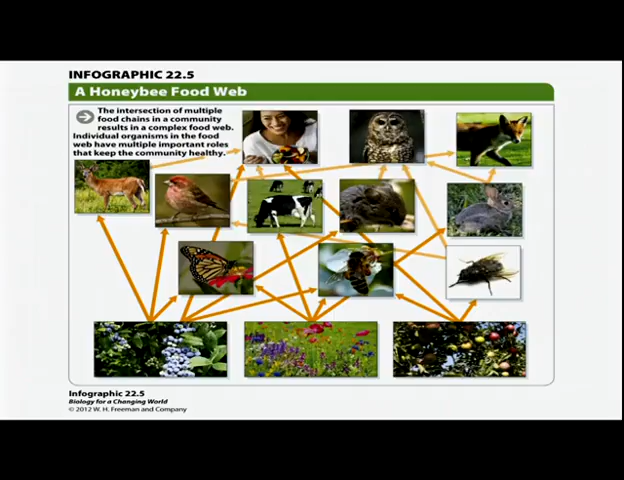 INFOGRAPHIC 22.5
A Honeybee Food Web
The intersection of multiple
food chains in a community
results in a complex food web.
Individual organisms in the food
web have multiple important roles
that keep the community healthy.
Infographic 22.5
Biology for a Changing World
© 2012 W. H. Freeman and Company